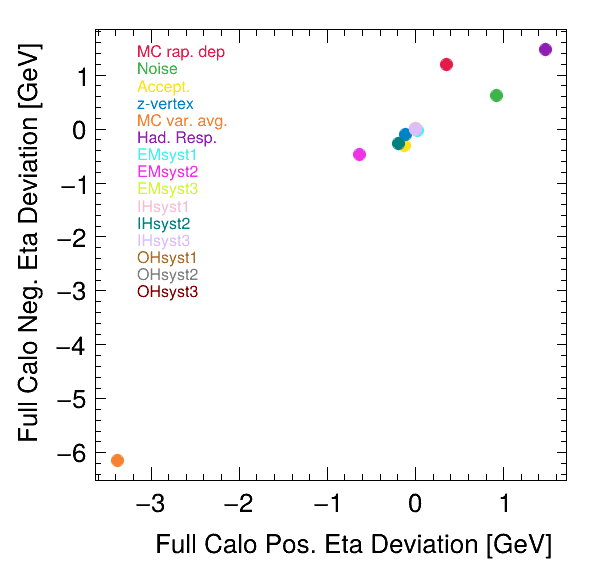 Full Calo Neg. Eta Deviation [GeV]
1
0
−1
−2
−3
−4
−5
−6
MC rap. dep
Noise
Accept.
z-vertex
MC var. avg.
Had. Resp.
EMsyst1
EMsyst2
EMsyst3
IHsyst1
IHsyst2
IHsyst3
OHsyst1
OHsyst2
OHsyst3
−3 −2 −1 0 1
Full Calo Pos. Eta Deviation [GeV]